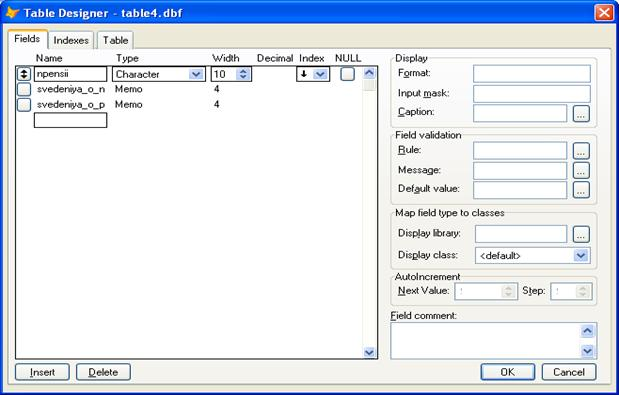 Table Designer - table4.dbf
Fields Indexes Table
Name Type Width Decimal Index NULL
npensii Character 10
svedeniya_o_n Memo 4
svedeniya_o_p Memo 4
Display
Format:
Input mask:
Caption: ...
Field validation
Rule: ...
Message: ...
Default value: ...
Map field type to classes
Display library: ...
Display class: <default>
AutoIncrement
Next Value: Step:
Field comment:
Insert Delete OK Cancel